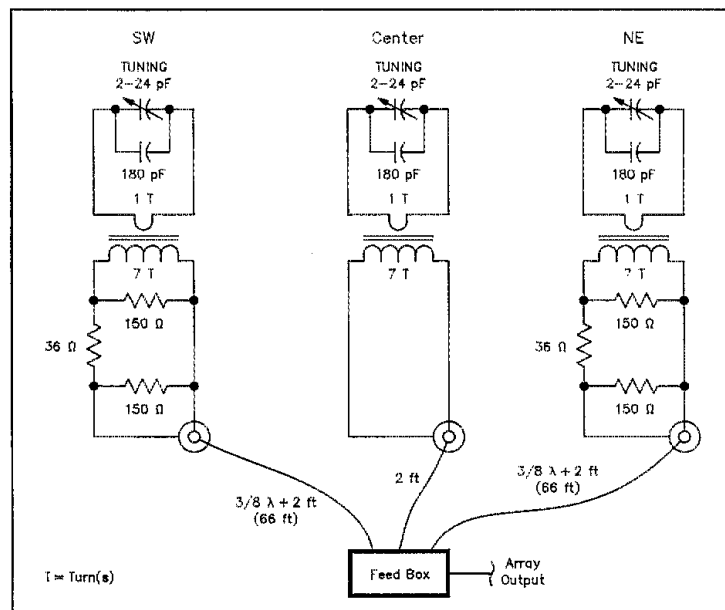 SW Center NE
TUNING TUNING TUNING
2–24 pF 2–24 pF 2–24 pF
180 pF 180 pF 180 pF
1 T 1 T 1 T
7 T 7 T 7 T
150 Ω 150 Ω
36 Ω 36 Ω
150 Ω 150 Ω
3/8 λ + 2 ft 2 ft 3/8 λ + 2 ft
(66 ft) (66 ft)
T = Turn(s) Feed Box Array
Output